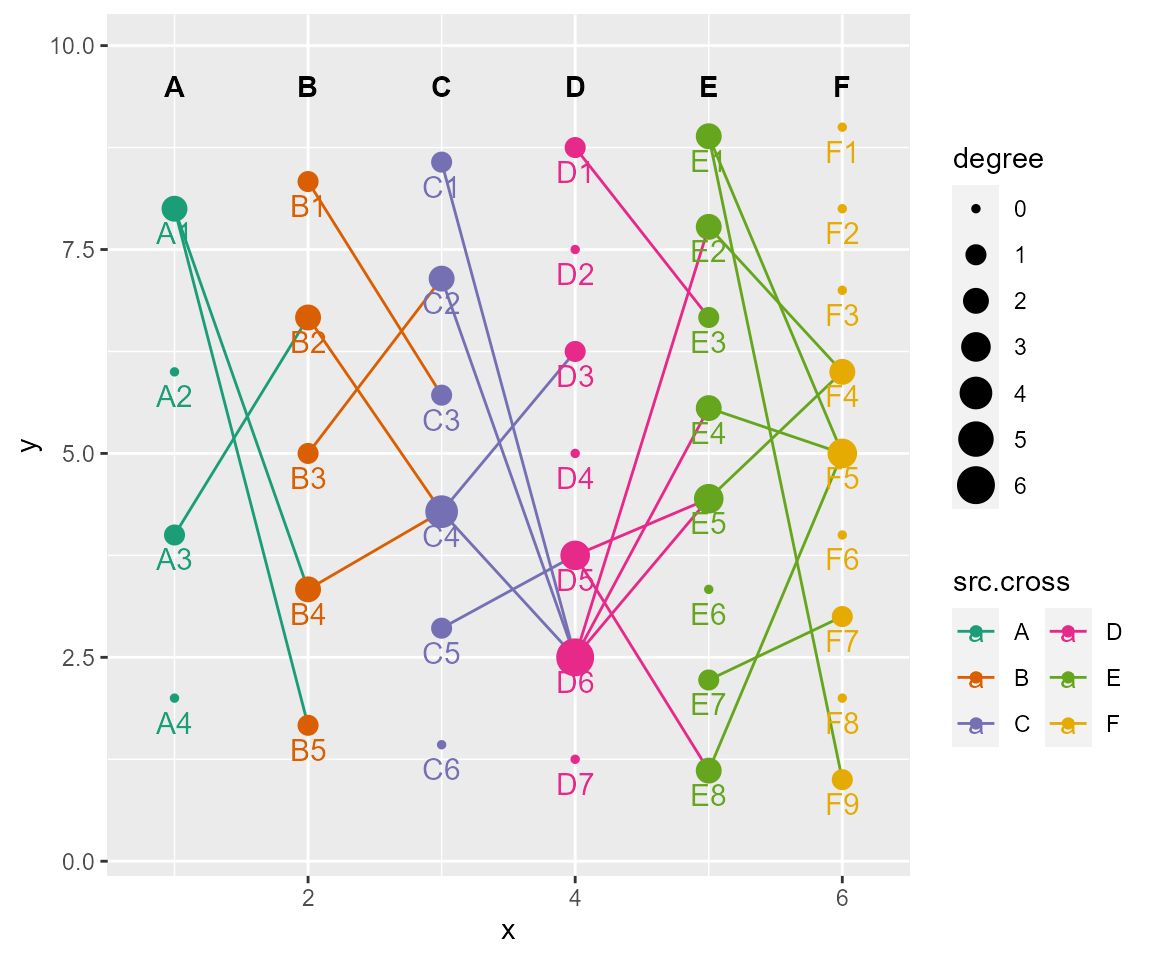 10.0
7.5
5.0
2.5
0.0
y
A
B
C
D
E
F
A1
A2
A3
A4
B1
B2
B3
B4
B5
C1
C2
C3
C4
C5
C6
D1
D2
D3
D4
D5
D6
D7
E1
E2
E3
E4
E5
E6
E7
E8
F1
F2
F3
F4
F5
F6
F7
F8
F9
2
4
6
x
degree
0
1
2
3
4
5
6
src.cross
a A
a B
a C
a D
a E
a F